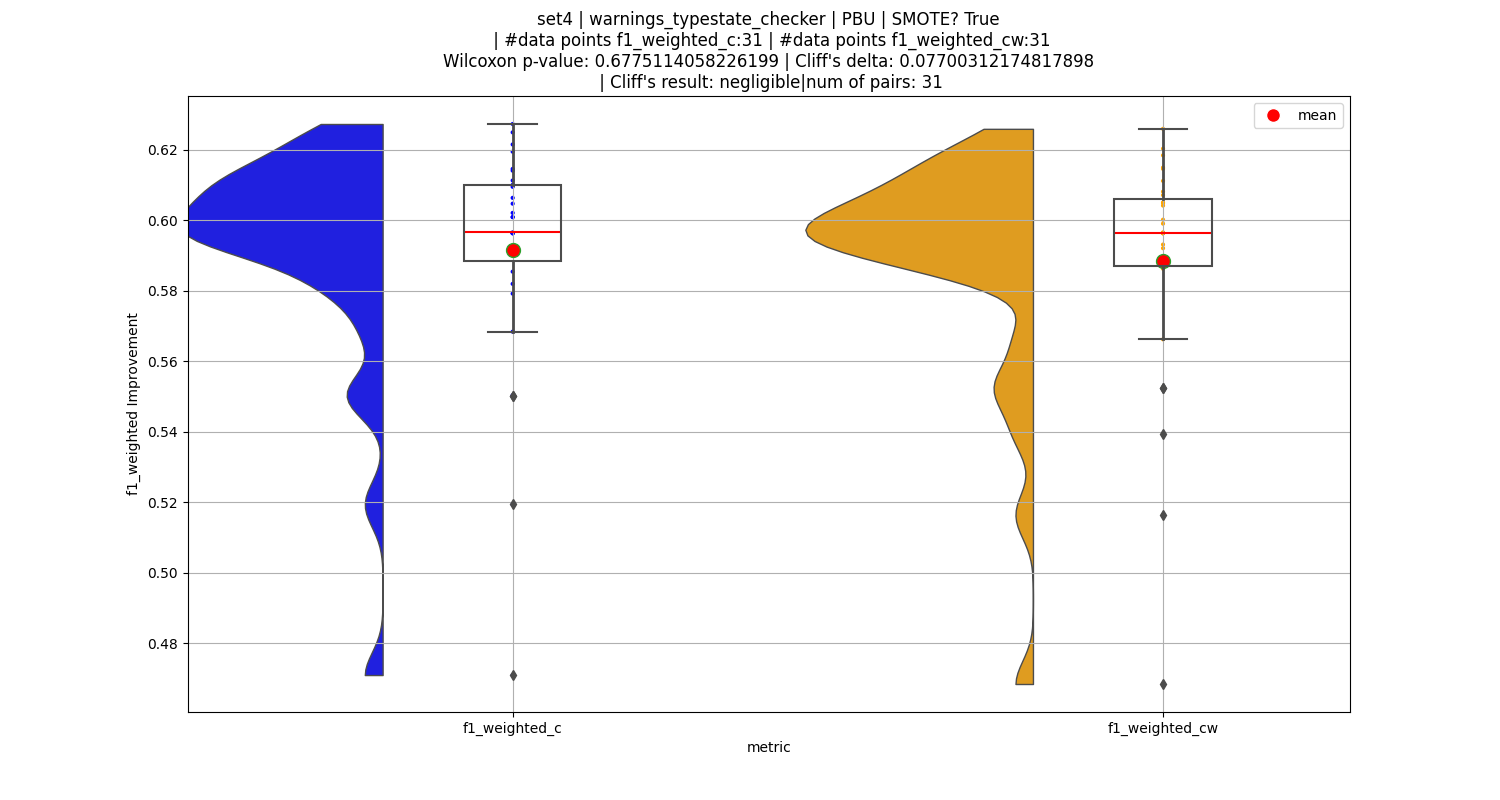 set4 | warnings_typestate_checker | PBU | SMOTE? True
| #data points f1_weighted_c:31 | #data points f1_weighted_cw:31
Wilcoxon p-value: 0.6775114058226199 | Cliff's delta: 0.07700312174817898
| Cliff's result: negligible|num of pairs: 31
mean
0.62
0.60
0.58
0.56
0.54
0.52
0.50
0.48
f1_weighted Improvement
f1_weighted_c
f1_weighted_cw
metric